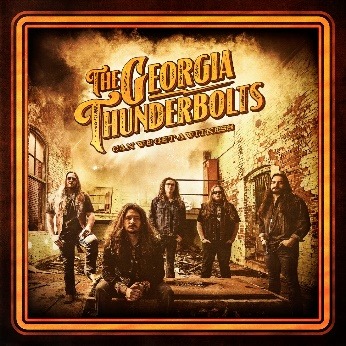 THE GEORGIA
THUNDERBOLTS
CAN WE GET A WITNESS